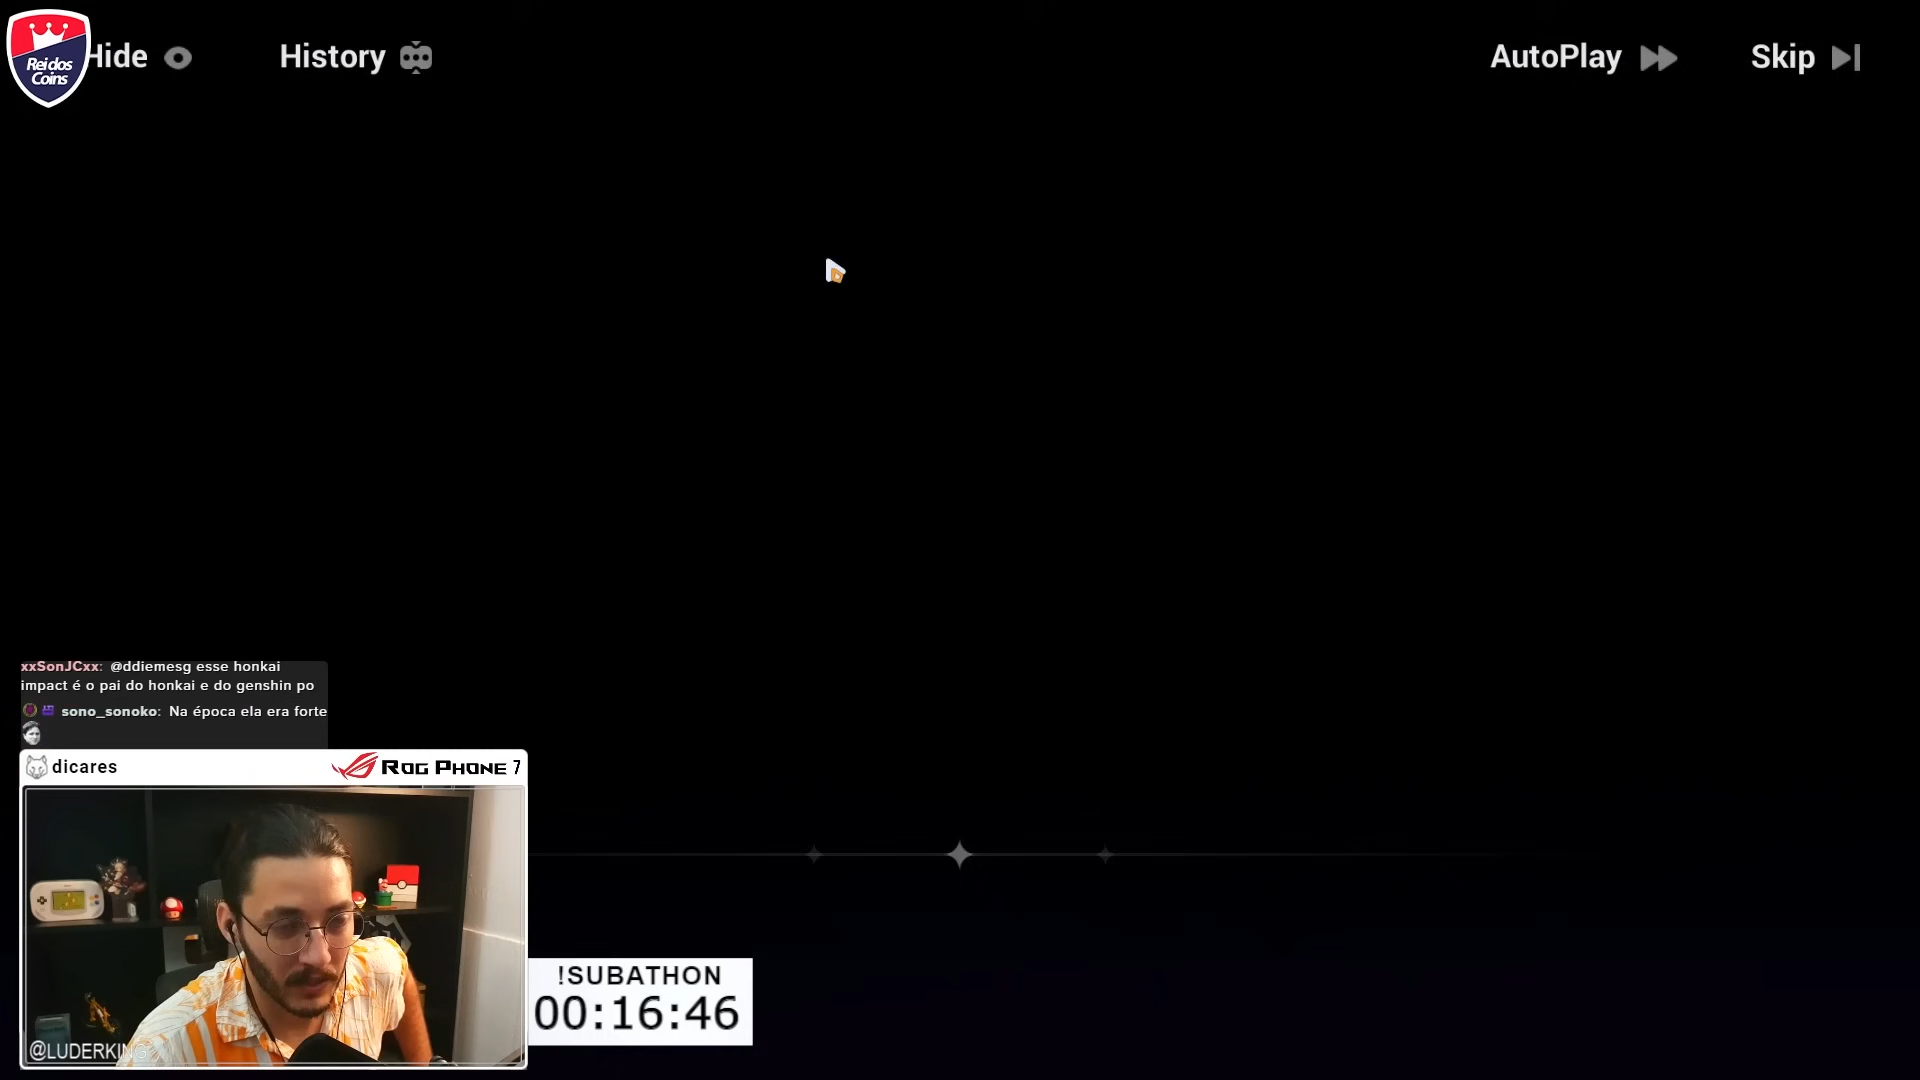 Rei dos
Coins
Hide
History
AutoPlay
Skip
xxSonJCxx: @ddiemesg esse honkai
impact é o pai do honkai e do genshin po
sono_sonoko: Na época ela era forte
dicares
ROG PHONE 7
@LUDERKING
!SUBATHON
00:16:46